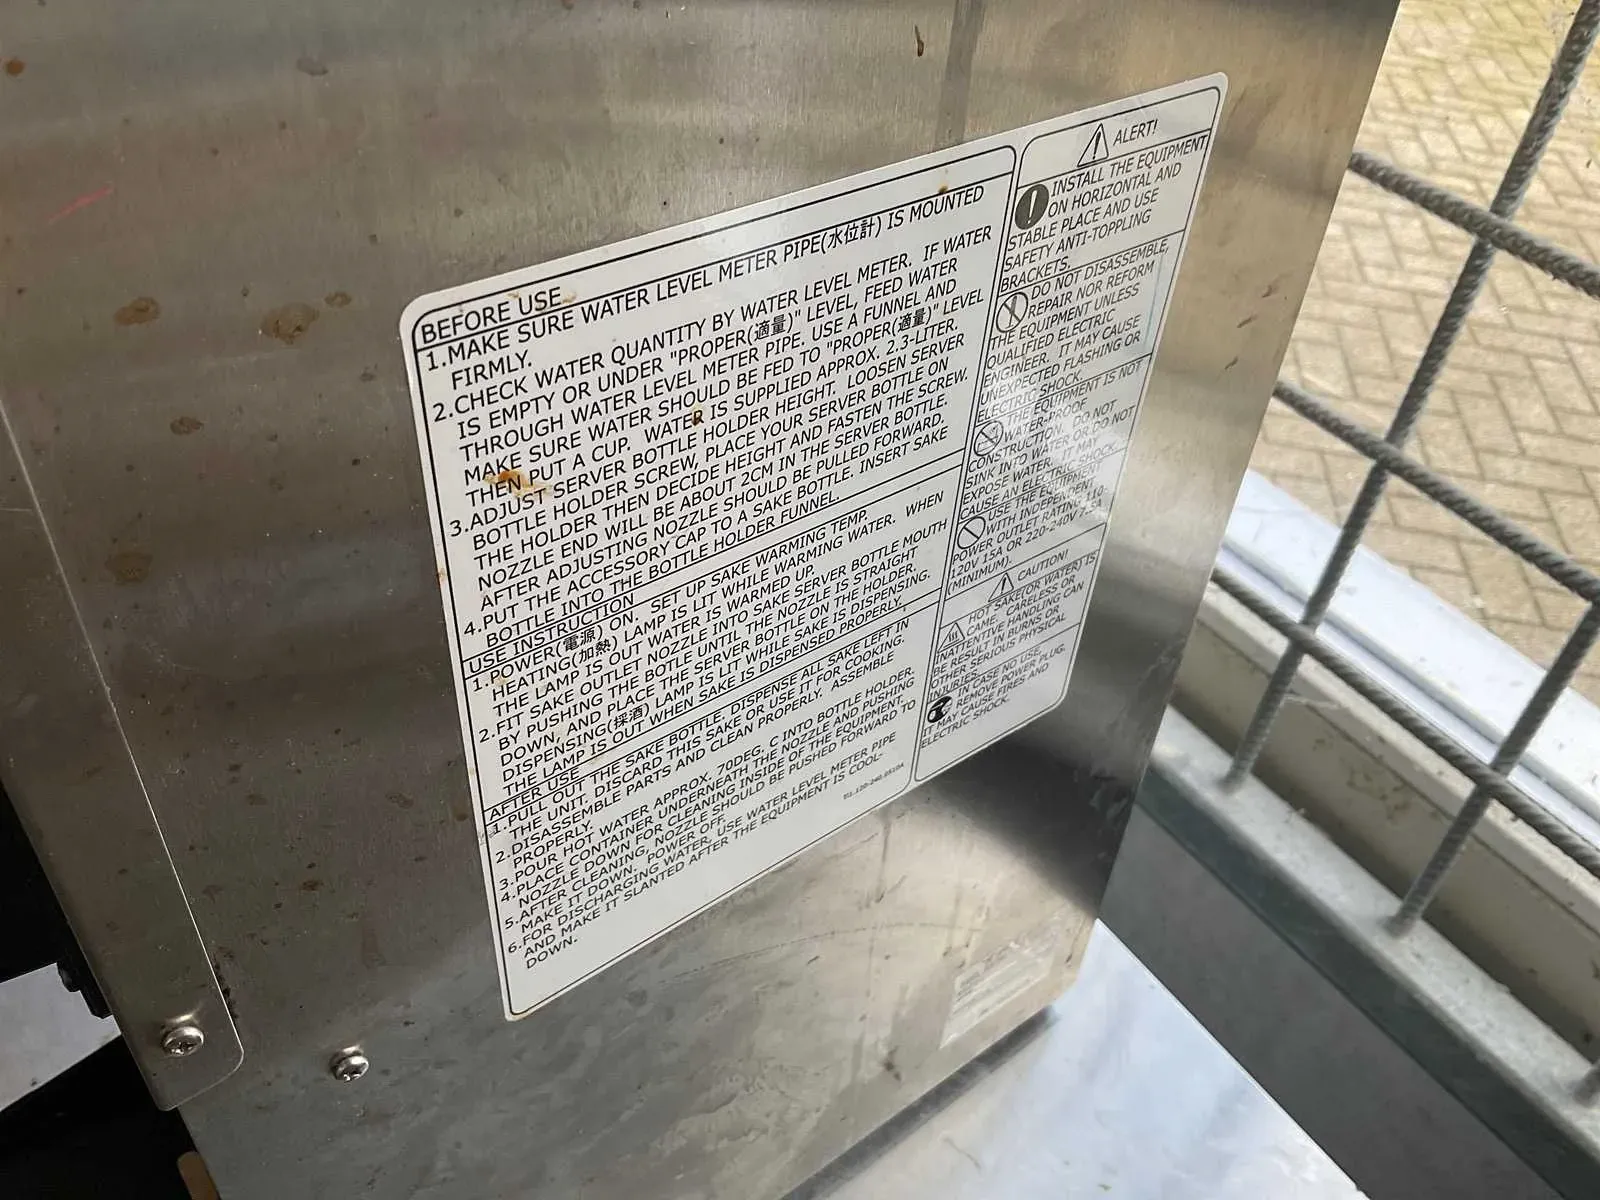 BEFORE USE
1.MAKE SURE WATER LEVEL METER PIPE(水位計) IS MOUNTED
FIRMLY.
2.CHECK WATER QUANTITY BY WATER LEVEL METER. IF WATER
IS EMPTY OR UNDER "PROPER(適量)" LEVEL, FEED WATER
THROUGH WATER LEVEL METER PIPE. USE A FUNNEL AND
MAKE SURE WATER SHOULD BE FED TO "PROPER(適量)" LEVEL
THEN PUT A CUP. WATER IS SUPPLIED APPROX. 2.3-LITER.
3.ADJUST SERVER BOTTLE HOLDER HEIGHT. LOOSEN SERVER
BOTTLE HOLDER SCREW, PLACE YOUR SERVER BOTTLE ON
THE HOLDER THEN DECIDE HEIGHT AND FASTEN THE SCREW.
NOZZLE END WILL BE ABOUT 2CM IN THE SERVER BOTTLE.
AFTER ADJUSTING NOZZLE SHOULD BE PULLED FORWARD.
4.PUT THE ACCESSORY CAP TO A SAKE BOTTLE. INSERT SAKE
BOTTLE INTO THE BOTTLE HOLDER FUNNEL.
USE INSTRUCTION
1.POWER(電源) ON. SET UP SAKE WARMING TEMP.
HEATING(加熱) LAMP IS LIT WHILE WARMING WATER. WHEN
THE LAMP IS OUT WATER IS WARMED UP.
2.FIT SAKE OUTLET NOZZLE INTO SAKE SERVER BOTTLE MOUTH
BY PUSHING THE BOTTLE UNTIL THE NOZZLE IS STRAIGHT
DOWN, AND PLACE THE SERVER BOTTLE ON THE HOLDER.
DISPENSING(採酒) LAMP IS LIT WHILE SAKE IS DISPENSING.
THE LAMP IS OUT WHEN SAKE IS DISPENSED PROPERLY.
AFTER USE
1.PULL OUT THE SAKE BOTTLE, DISPENSE ALL SAKE LEFT IN
THE UNIT. DISCARD THIS SAKE OR USE IT FOR COOKING.
2.DISASSEMBLE PARTS AND CLEAN PROPERLY. ASSEMBLE
PROPERLY.
3.POUR HOT WATER APPROX. 70DEG. C INTO BOTTLE HOLDER.
4.PLACE CONTAINER UNDERNEATH THE NOZZLE AND PUSHING
NOZZLE DOWN FOR CLEANING INSIDE OF THE EQUIPMENT.
5.AFTER CLEANING, NOZZLE SHOULD BE PUSHED FORWARD TO
MAKE IT DOWN. POWER OFF.
6.FOR DISCHARGING WATER, USE WATER LEVEL METER PIPE
AND MAKE IT SLANTED AFTER THE EQUIPMENT IS COOL-
DOWN.
ALERT!
INSTALL THE EQUIPMENT
ON HORIZONTAL AND
STABLE PLACE AND USE
SAFETY ANTI-TOPPLING
BRACKETS.
DO NOT DISASSEMBLE,
REPAIR NOR REFORM
THE EQUIPMENT UNLESS
QUALIFIED ELECTRIC
ENGINEER. IT MAY CAUSE
UNEXPECTED FLASHING OR
ELECTRIC SHOCK.
THE EQUIPMENT IS NOT
WATER-PROOF
CONSTRUCTION. DO NOT
SINK INTO WATER OR DO NOT
EXPOSE WATER. IT MAY
CAUSE AN ELECTRIC SHOCK.
USE THE EQUIPMENT
WITH INDEPENDENT
POWER OUTLET RATING 110-
120V 15A OR 220-240V 7.5A
(MINIMUM).
CAUTION!
HOT SAKE(OR WATER) IS
CAME. CARELESS OR
INATTENTIVE HANDLING CAN
BE RESULT IN BURNS OR
OTHER SERIOUS PHYSICAL
INJURIES.
IN CASE NO USE,
REMOVE POWER PLUG.
IT MAY CAUSE FIRES AND
ELECTRIC SHOCK.